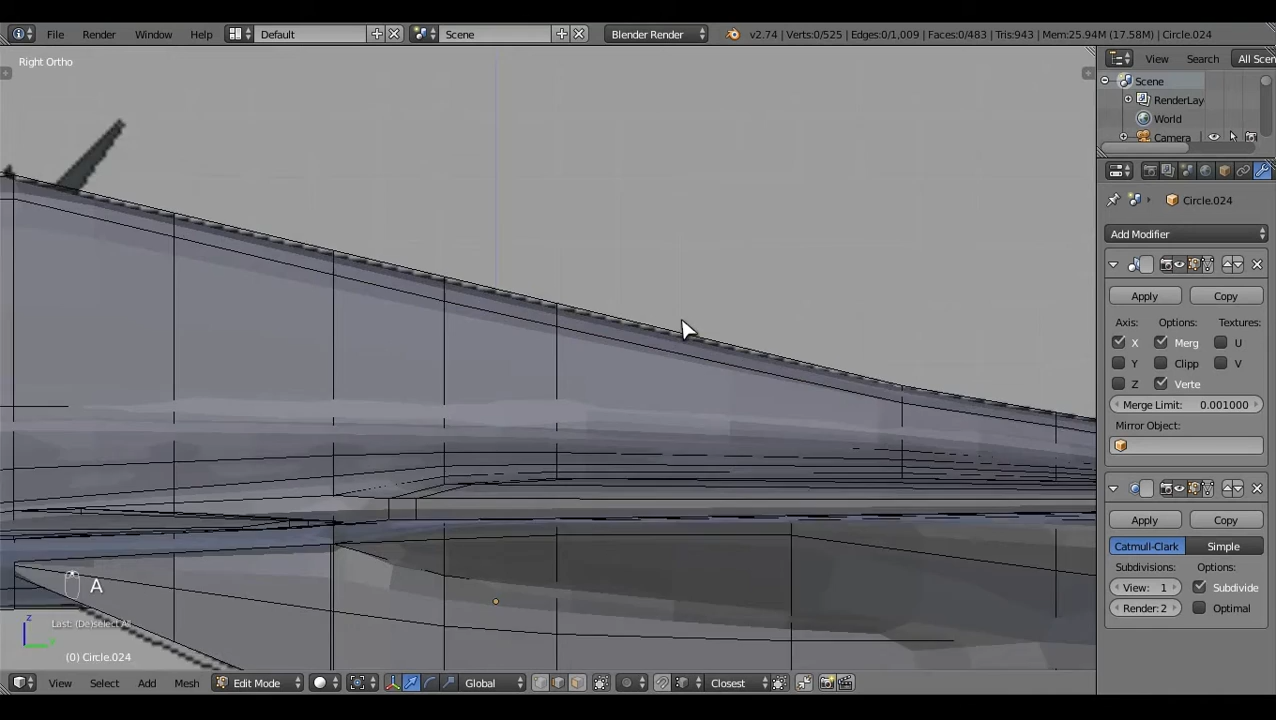 File Render Window Help Default Scene Blender Render v2.74 | Verts:0/525 | Edges:0/1,009 | Faces:0/483 | Tris:943 | Mem:25.94M (17.58M) | Circle.024
Right Ortho
View Search All Scen
Scene
RenderLay
World
Camera
Circle.024
Add Modifier
Apply Copy
Axis: Options: Textures:
X Merg U
Y Clipp V
Z Verte
Merge Limit: 0.001000
Mirror Object:
Apply Copy
Catmull-Clark Simple
Subdivisions: Options:
View: 1 Subdivide
Render: 2 Optimal
A
Last: (De)select All
z
y
(0) Circle.024
View Select Add Mesh Edit Mode Global Closest